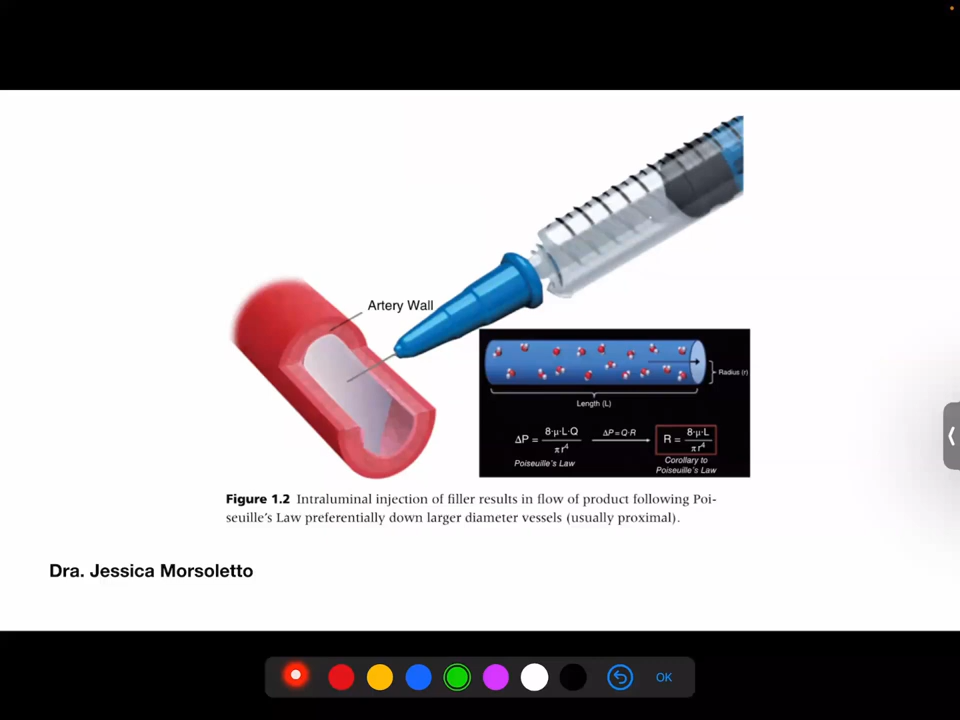 Artery Wall
Radius (r)
Length (L)
ΔP = 8·μ·L·Q / πr⁴
ΔP=Q·R
R = 8·μ·L / πr⁴
Poiseuille's Law
Corollary to
Poiseuille's Law
Figure 1.2 Intraluminal injection of filler results in flow of product following Poi-
seuille's Law preferentially down larger diameter vessels (usually proximal).
Dra. Jessica Morsoletto
OK